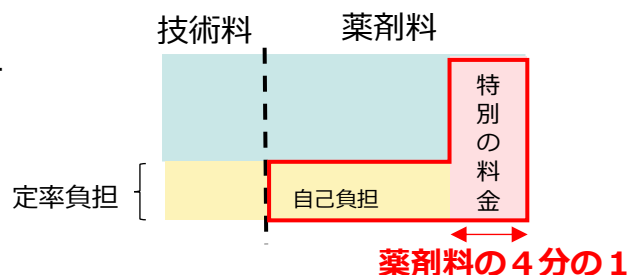 技術料
薬剤料
特別の料金
定率負担
自己負担
薬剤料の４分の１